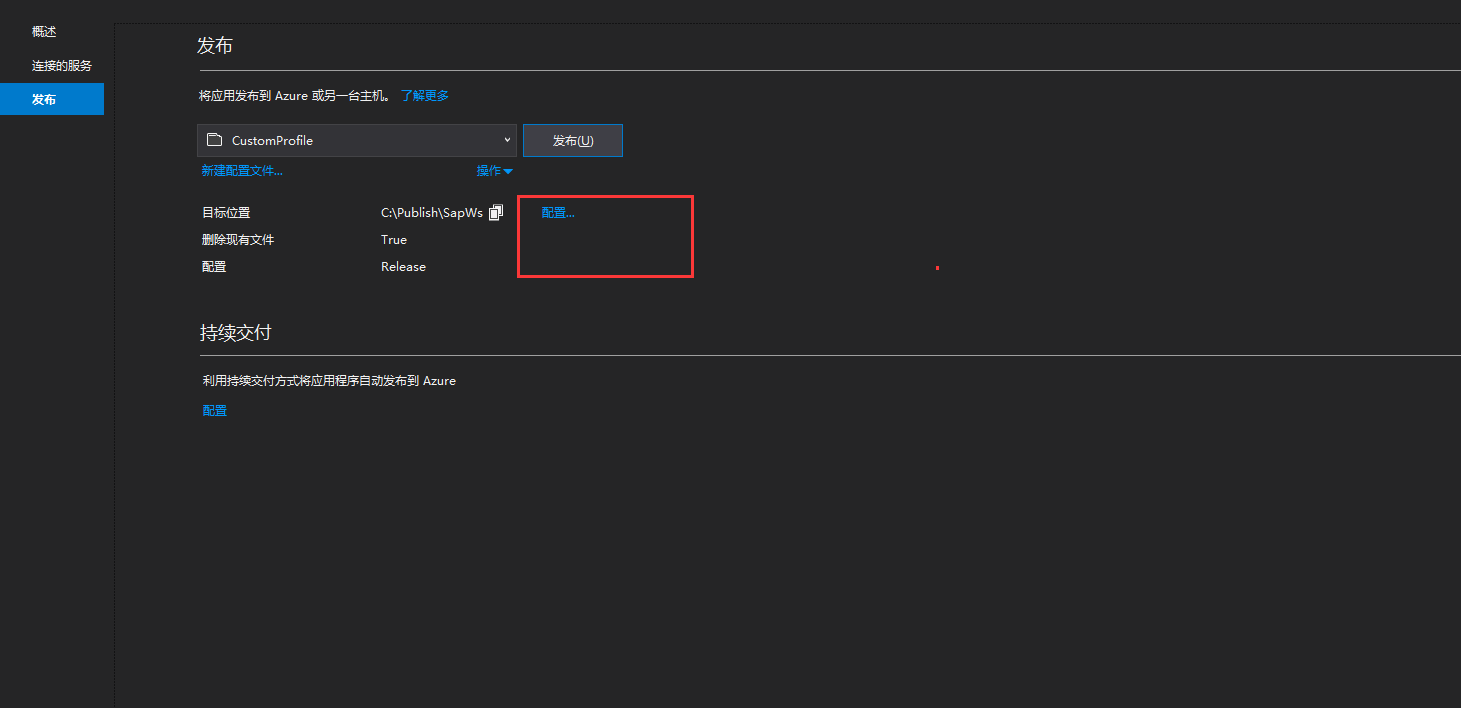 概述
连接的服务
发布
发布
将应用发布到 Azure 或另一台主机。 了解更多
CustomProfile
发布(U)
新建配置文件...
操作
目标位置 C:\Publish\SapWs 配置...
删除现有文件 True
配置 Release
持续交付
利用持续交付方式将应用程序自动发布到 Azure
配置